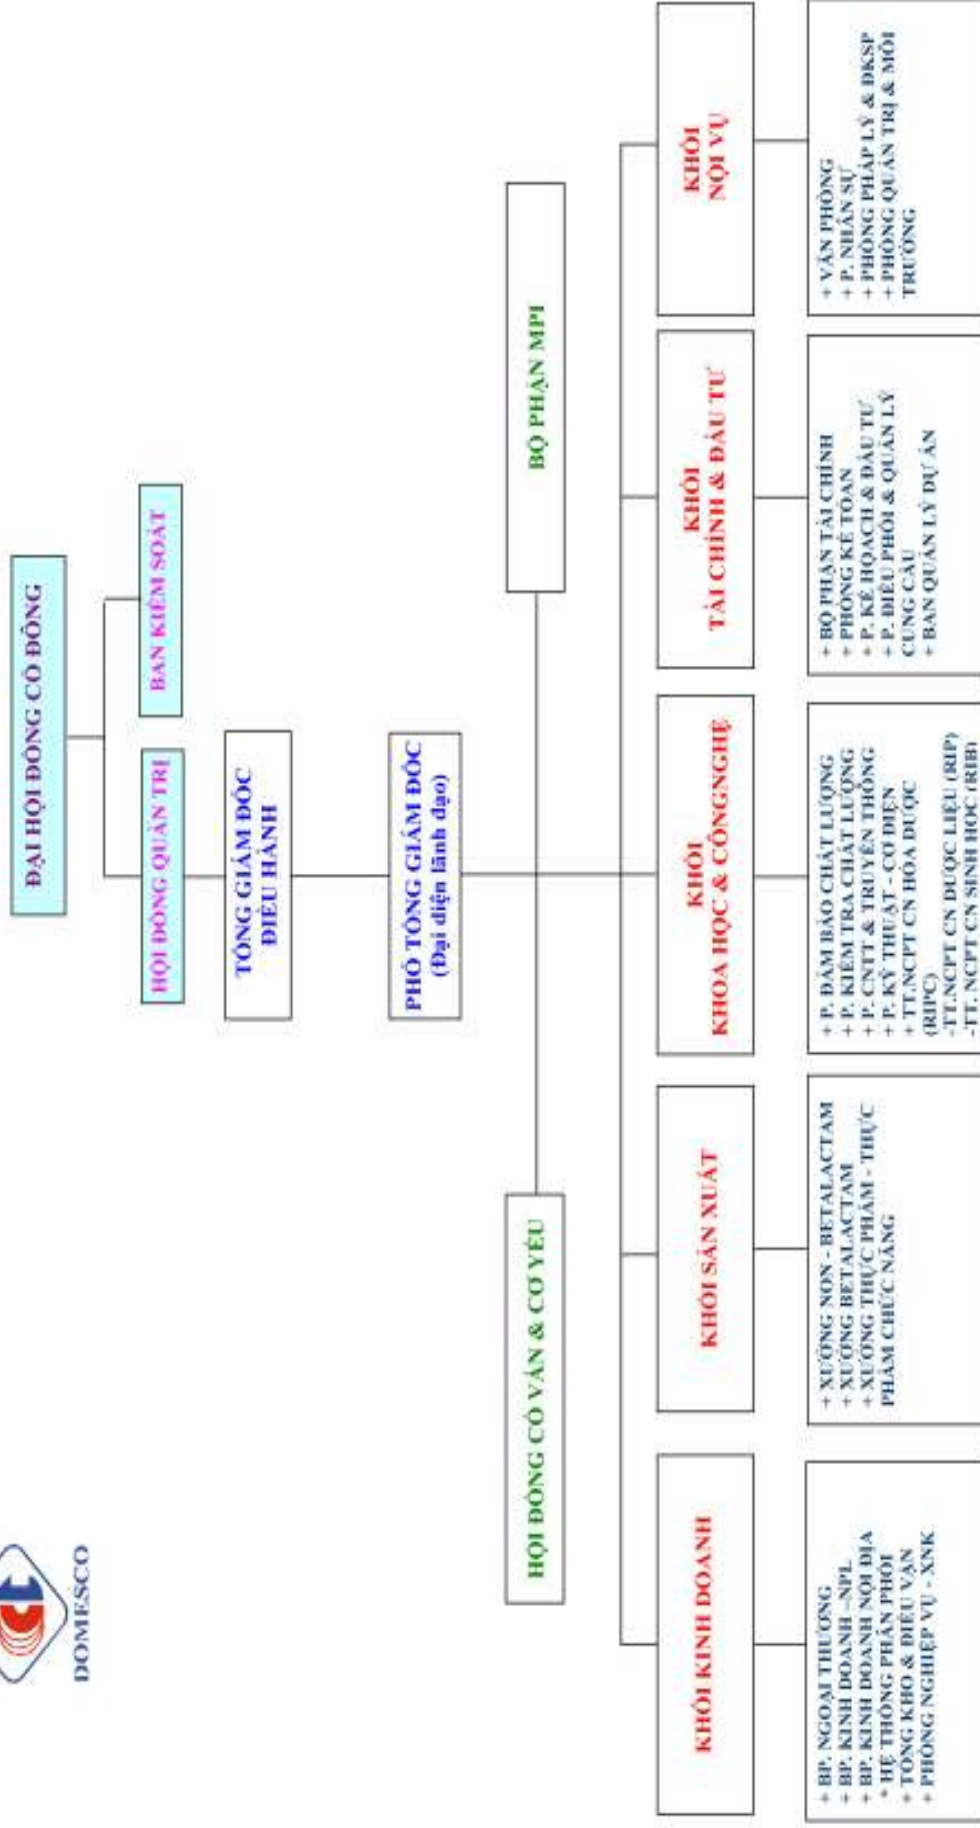 DOMESCO
ĐẠI HỘI ĐỒNG CỔ ĐÔNG
HỘI ĐỒNG QUẢN TRỊ
BAN KIỂM SOÁT
TỔNG GIÁM ĐỐC
ĐIỀU HÀNH
PHÓ TỔNG GIÁM ĐỐC
(Đại diện lãnh đạo)
HỘI ĐỒNG CỐ VẤN & CƠ YẾU
BỘ PHẬN MPI
KHỐI KINH DOANH
KHỐI SẢN XUẤT
KHỐI
KHOA HỌC & CÔNGNGHỆ
KHỐI
TÀI CHÍNH & ĐẦU TƯ
KHỐI
NỘI VỤ
+ BP. NGOẠI THƯƠNG
+ BP. KINH DOANH –NPL
+ BP. KINH DOANH NỘI ĐỊA
* HỆ THỐNG PHÂN PHỐI
+ TỔNG KHO & ĐIỀU VẬN
+ PHÒNG NGHIỆP VỤ - XNK
+ XƯỞNG NON - BETALACTAM
+ XƯỞNG BETALACTAM
+ XƯỞNG THỰC PHẨM - THỰC
PHẨM CHỨC NĂNG
+ P. ĐẢM BẢO CHẤT LƯỢNG
+ P. KIỂM TRA CHẤT LƯỢNG
+ P. CNTT & TRUYỀN THÔNG
+ P. KỸ THUẬT - CƠ ĐIỆN
+ TT.NCPT CN HÓA DƯỢC
(RIPC)
-TT.NCPT CN DƯỢC LIỆU (RIP)
-TT. NCPT CN SINH HỌC (RIB)
+ BỘ PHẬN TÀI CHÍNH
+ PHÒNG KẾ TOÁN
+ P. KẾ HỌACH & ĐẦU TƯ
+ P. ĐIỀU PHỐI & QUẢN LÝ
CUNG CẦU
+ BAN QUẢN LÝ DỰ ÁN
+ VĂN PHÒNG
+ P. NHÂN SỰ
+ PHÒNG PHÁP LÝ & ĐKSP
+ PHÒNG QUẢN TRỊ & MÔI
TRƯỜNG